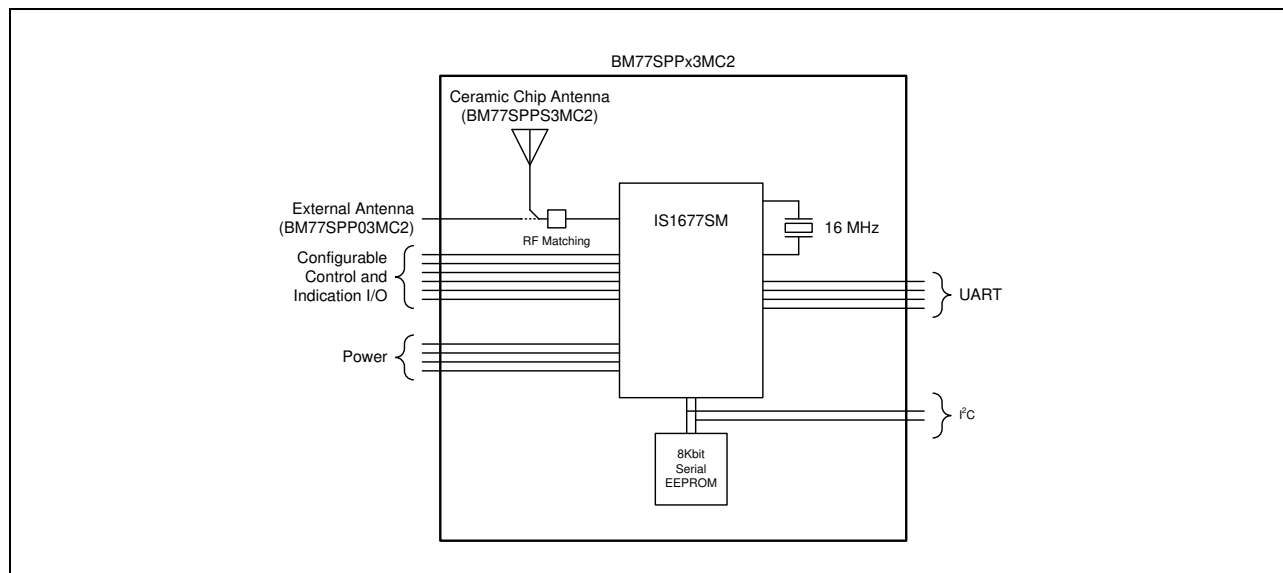 BM77SPPx3MC2
Ceramic Chip Antenna
(BM77SPPS3MC2)
External Antenna
(BM77SPP03MC2)
RF Matching
IS1677SM
16 MHz
Configurable
Control and
Indication I/O
UART
Power
I²C
8Kbit
Serial
EEPROM